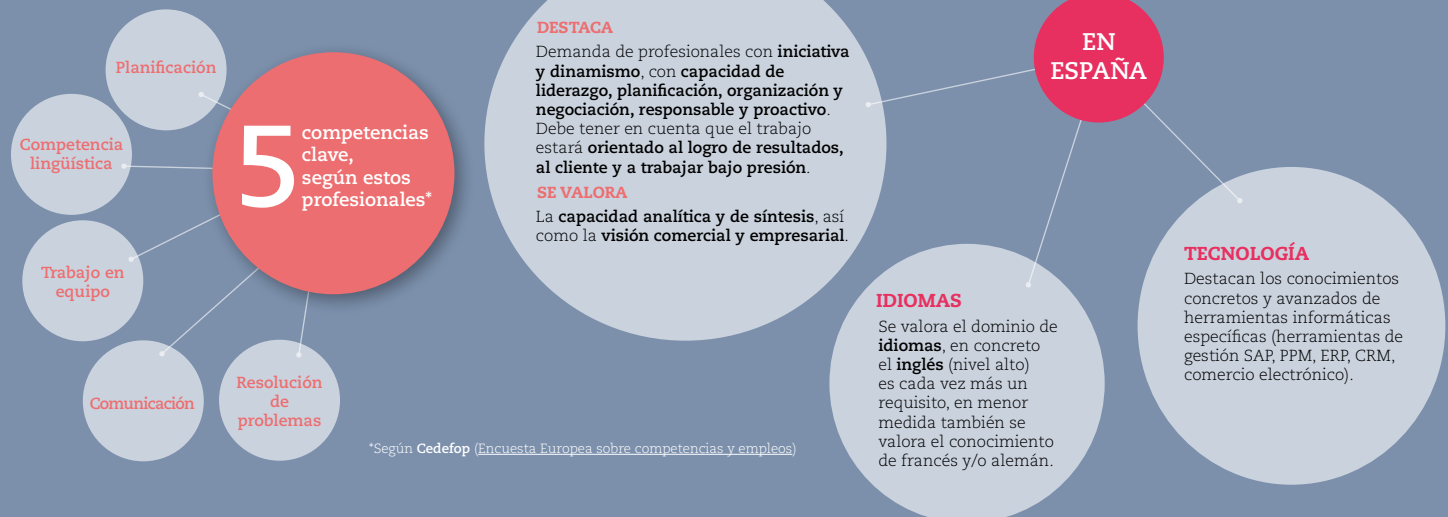 Planificación
Competencia
lingüística
Trabajo en
equipo
Comunicación
Resolución
de
problemas
5 competencias
clave,
según estos
profesionales*
*Según Cedefop (Encuesta Europea sobre competencias y empleos)
DESTACA
Demanda de profesionales con iniciativa
y dinamismo, con capacidad de
liderazgo, planificación, organización y
negociación, responsable y proactivo.
Debe tener en cuenta que el trabajo
estará orientado al logro de resultados,
al cliente y a trabajar bajo presión.
SE VALORA
La capacidad analítica y de síntesis, así
como la visión comercial y empresarial.
EN
ESPAÑA
IDIOMAS
Se valora el dominio de
idiomas, en concreto
el inglés (nivel alto)
es cada vez más un
requisito, en menor
medida también se
valora el conocimiento
de francés y/o alemán.
TECNOLOGÍA
Destacan los conocimientos
concretos y avanzados de
herramientas informáticas
específicas (herramientas de
gestión SAP, PPM, ERP, CRM,
comercio electrónico).